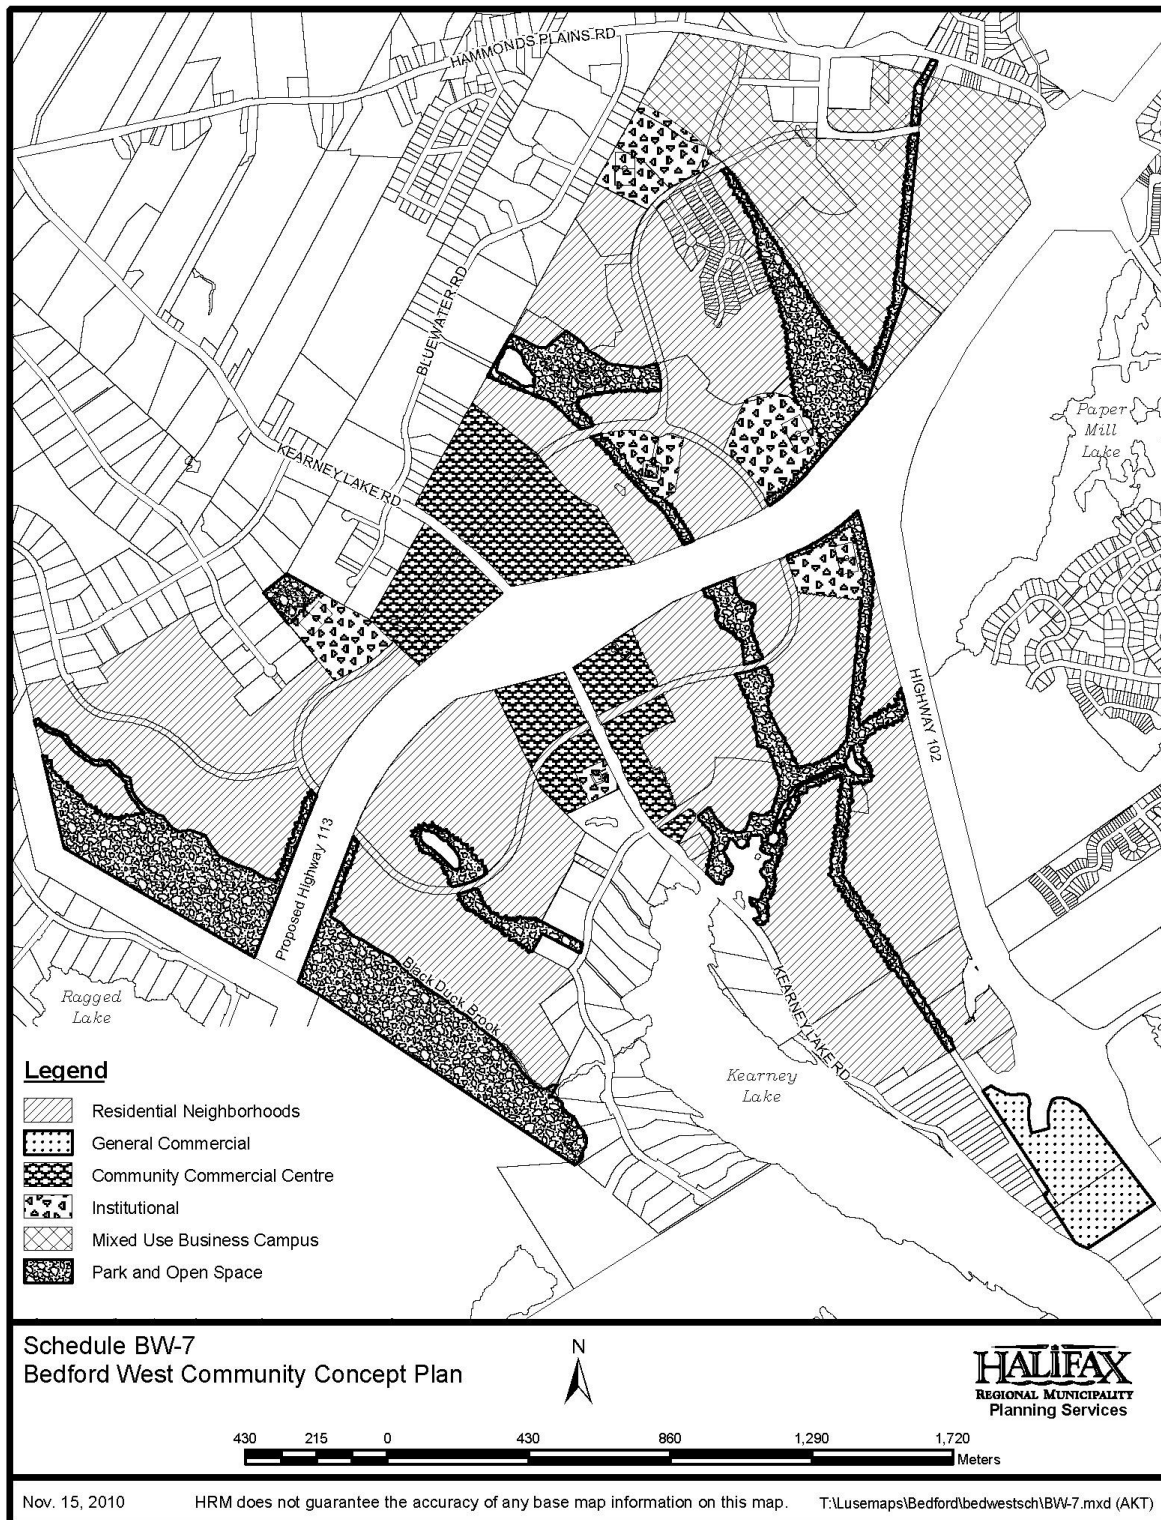 HAMMONDS PLAINS RD
BLUEWATER RD
KEARNEY LAKE RD
Paper
Mill
Lake
HIGHWAY 102
Proposed Highway 113
Black Duck Brook
Ragged
Lake
KEARNEY LAKE RD
Kearney
Lake
Legend
Residential Neighborhoods
General Commercial
Community Commercial Centre
Institutional
Mixed Use Business Campus
Park and Open Space
Schedule BW-7
Bedford West Community Concept Plan
N
HALIFAX
REGIONAL MUNICIPALITY
Planning Services
430 215 0 430 860 1,290 1,720
Meters
Nov. 15, 2010 HRM does not guarantee the accuracy of any base map information on this map. T:\Lusemaps\Bedford\bedwestsch\BW-7.mxd (AKT)